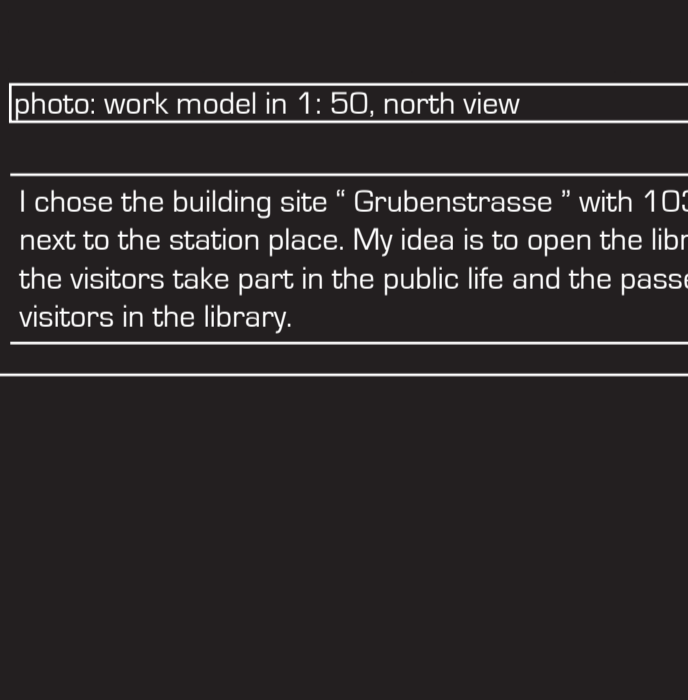 photo: work model in 1: 50, north view
I chose the building site “ Grubenstrasse ” with
next to the station place. My idea is to open the
the visitors take part in the public life and the
visitors in the library.